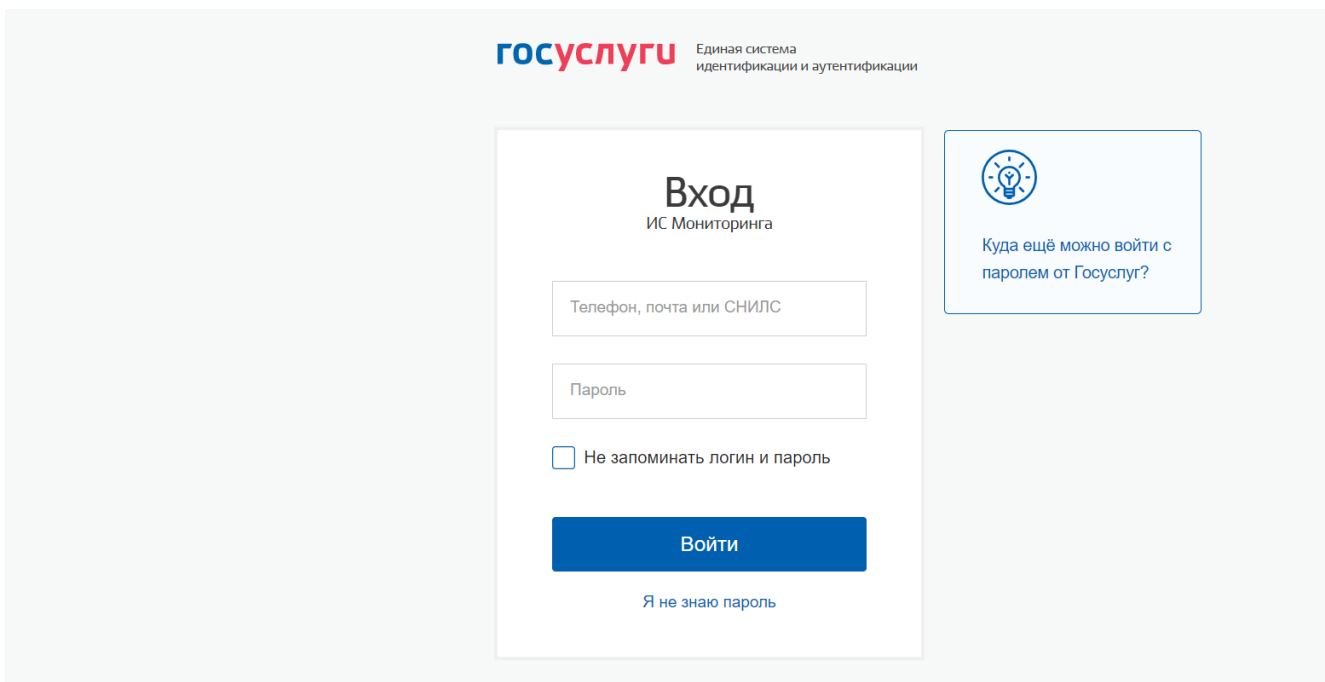 госуслуги
Единая система
идентификации и аутентификации
Вход
ИС Мониторинга
Телефон, почта или СНИЛС
Пароль
Не запоминать логин и пароль
Войти
Я не знаю пароль
Куда ещё можно войти с
паролем от Госуслуг?